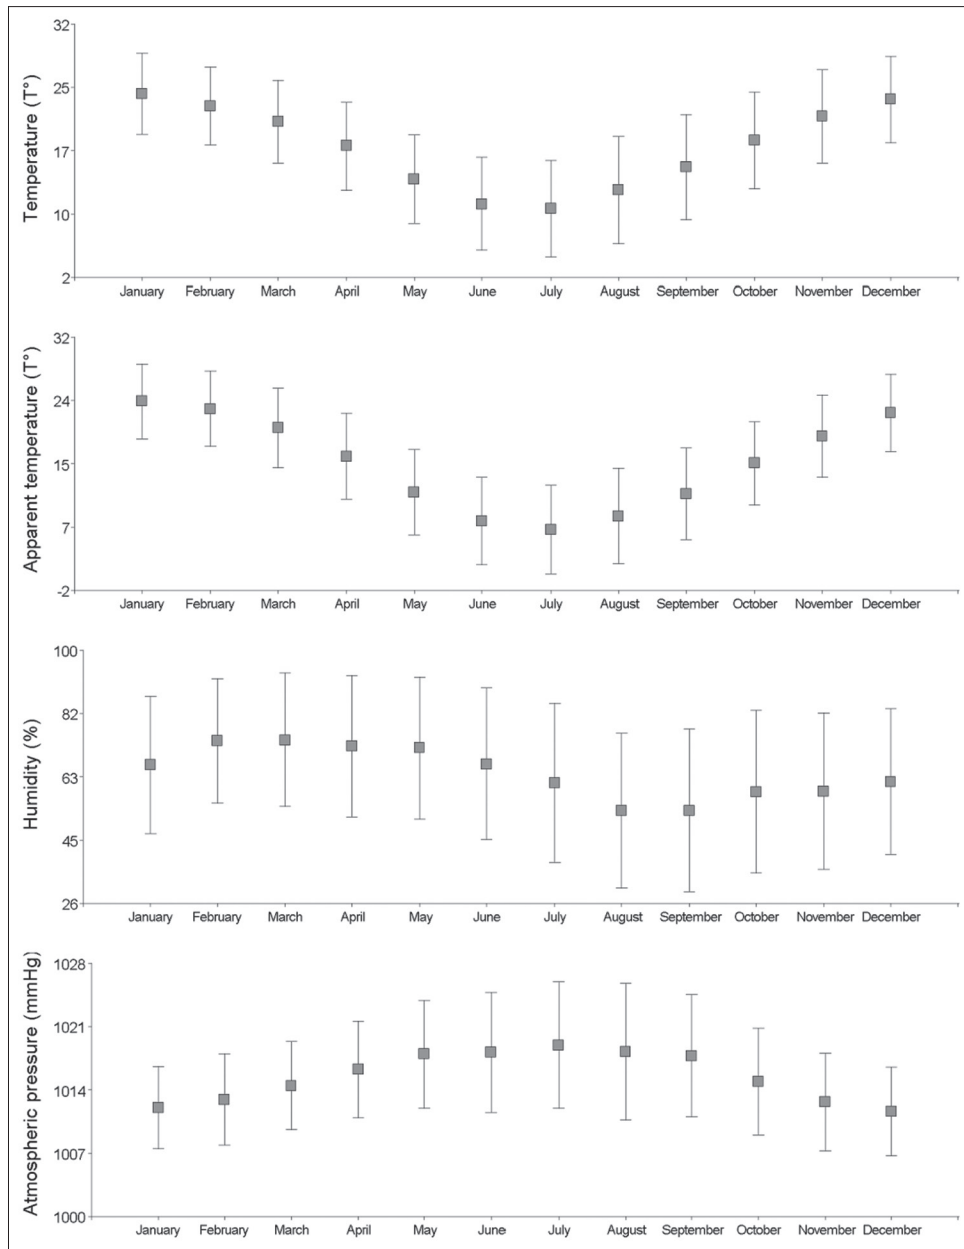 Temperature (T°)
32
25
17
10
2
January February March April May June July August September October November December
Apparent temperature (T°)
32
24
15
7
-2
January February March April May June July August September October November December
Humidity (%)
100
82
63
45
26
January February March April May June July August September October November December
Atmospheric pressure (mmHg)
1028
1021
1014
1007
1000
January February March April May June July August September October November December